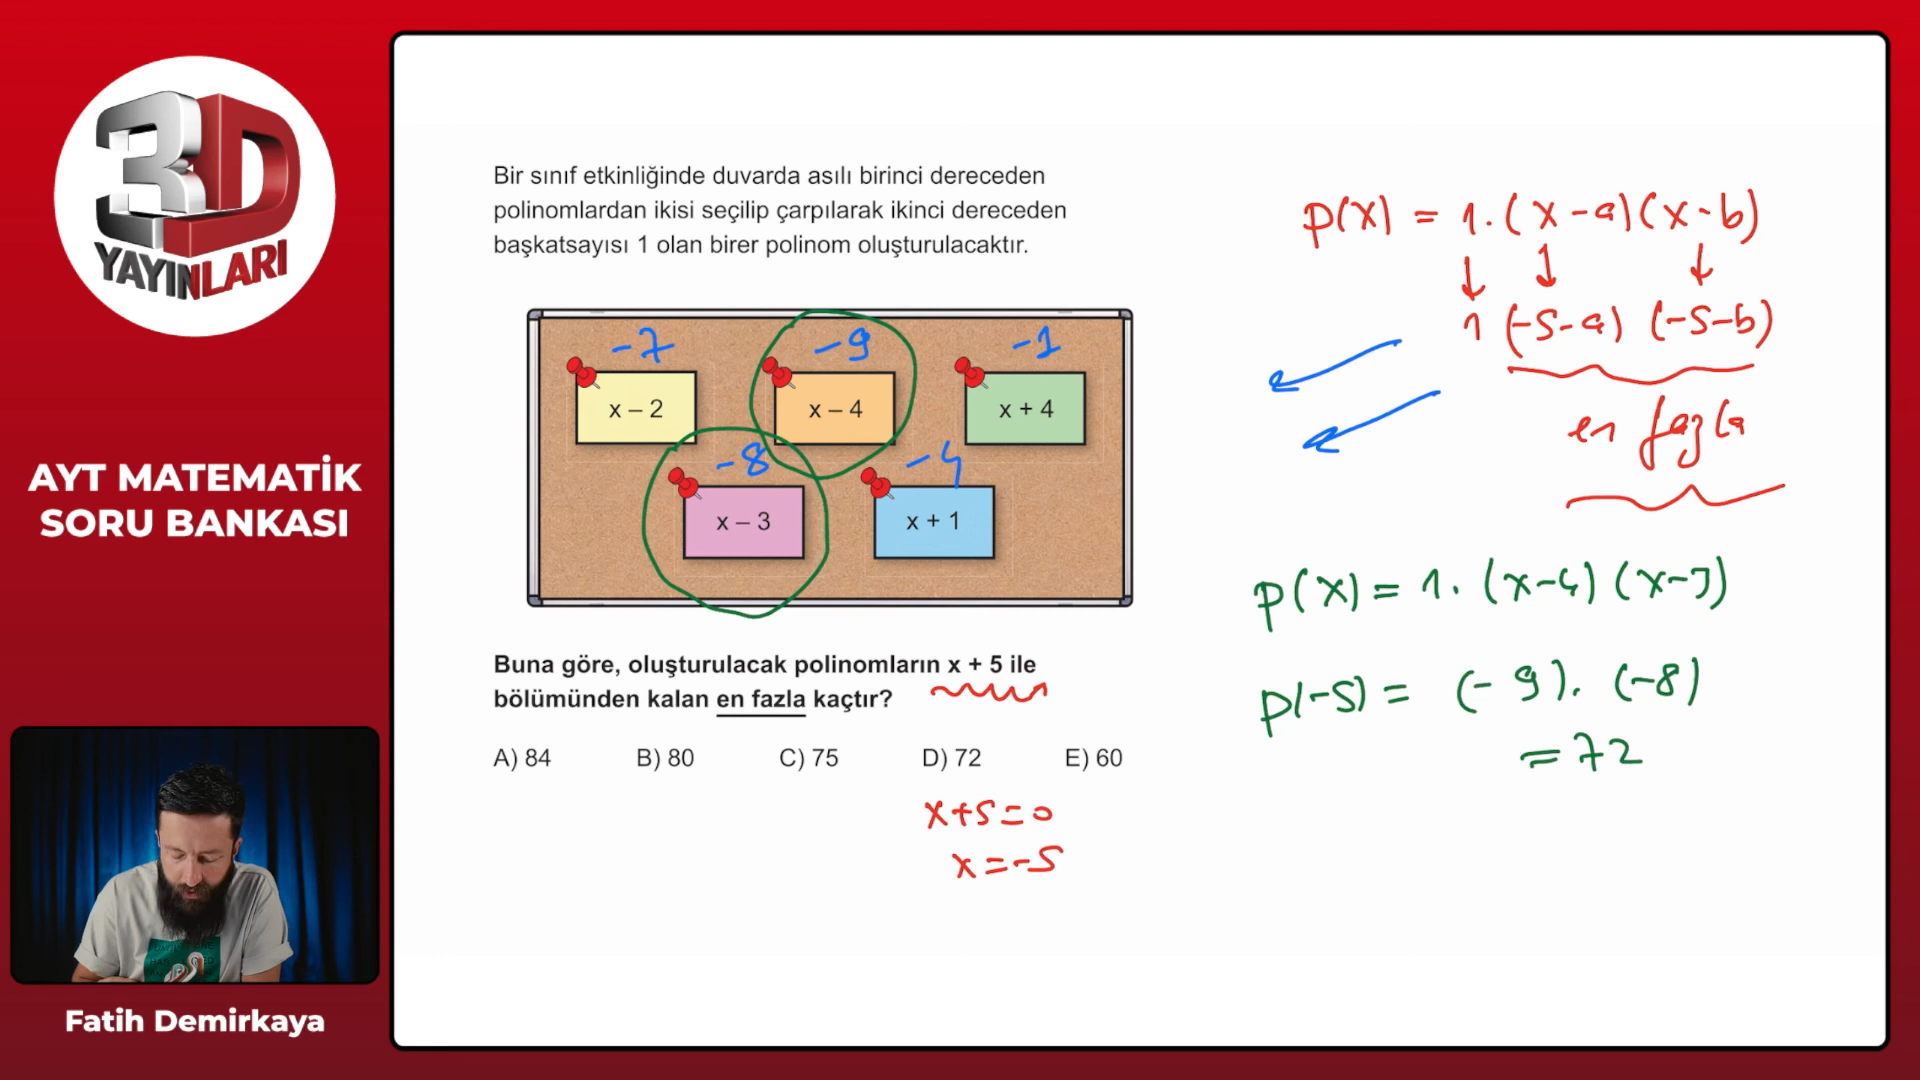 3D
YAYINLARI
AYT MATEMATİK
SORU BANKASI
Fatih Demirkaya
Bir sınıf etkinliğinde duvarda asılı birinci dereceden
polinomlardan ikisi seçilip çarpılarak ikinci dereceden
başkatsayısı 1 olan birer polinom oluşturulacaktır.
-7 -9 -1
x – 2 x – 4 x + 4
-8 -4
x – 3 x + 1
Buna göre, oluşturulacak polinomların x + 5 ile
bölümünden kalan en fazla kaçtır?
A) 84 B) 80 C) 75 D) 72 E) 60
x+5=0
x=-5
P(x) = 1.(x-a)(x-b)
1 (-5-a) (-5-b)
en fazla
P(x) = 1. (x-4) (x-3)
P(-5) = (-9). (-8)
= 72